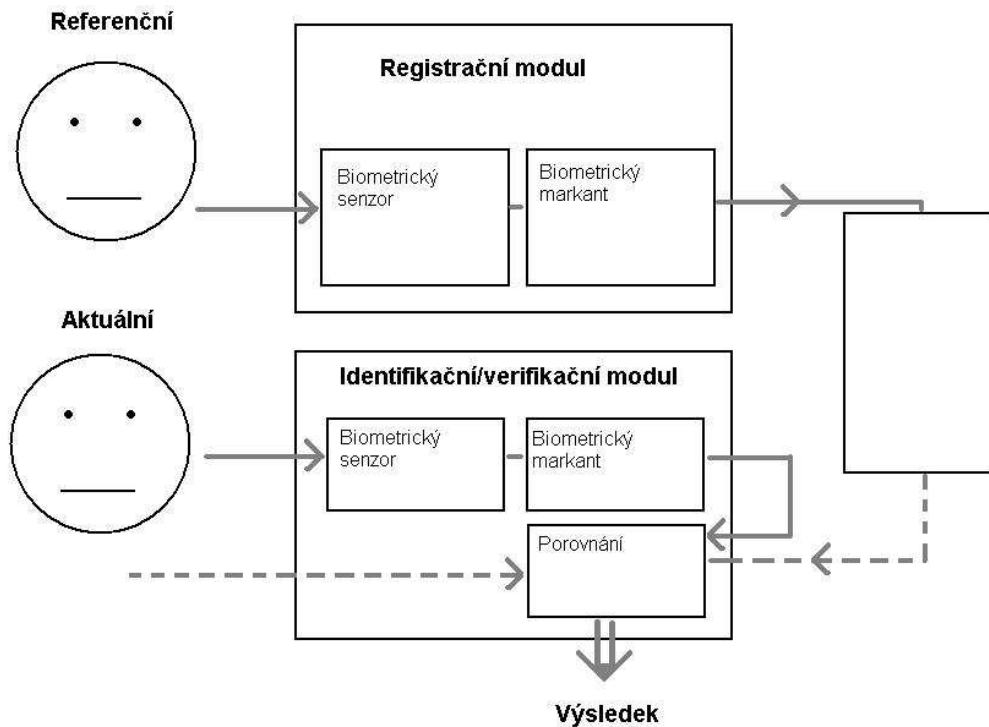 Referenční
Registrační modul
Biometrický
senzor
Biometrický
markant
Aktuální
Identifikační/verifikační modul
Biometrický
senzor
Biometrický
markant
Porovnání
Výsledek